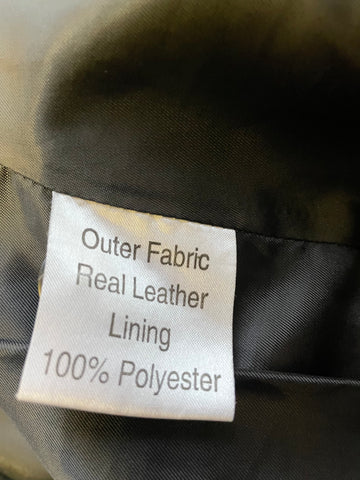 Outer Fabric
Real Leather
Lining
100% Polyester